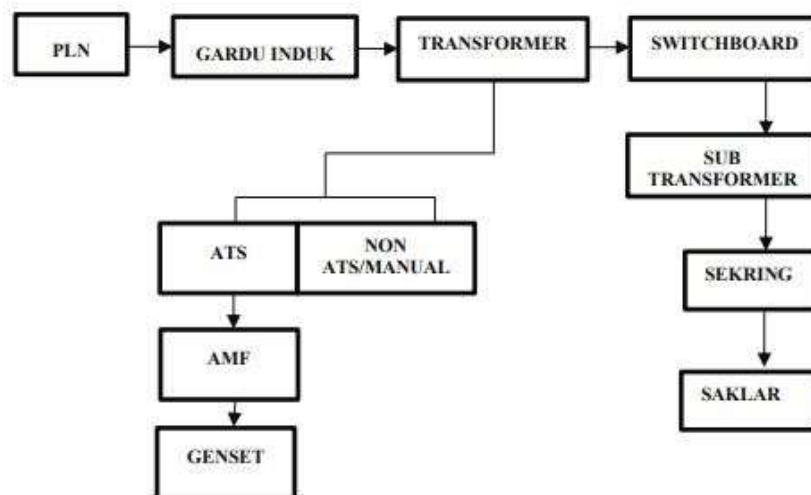 PLN
GARDU INDUK
TRANSFORMER
SWITCHBOARD
SUB
TRANSFORMER
ATS
NON
ATS/MANUAL
SEKRING
AMF
SAKLAR
GENSET